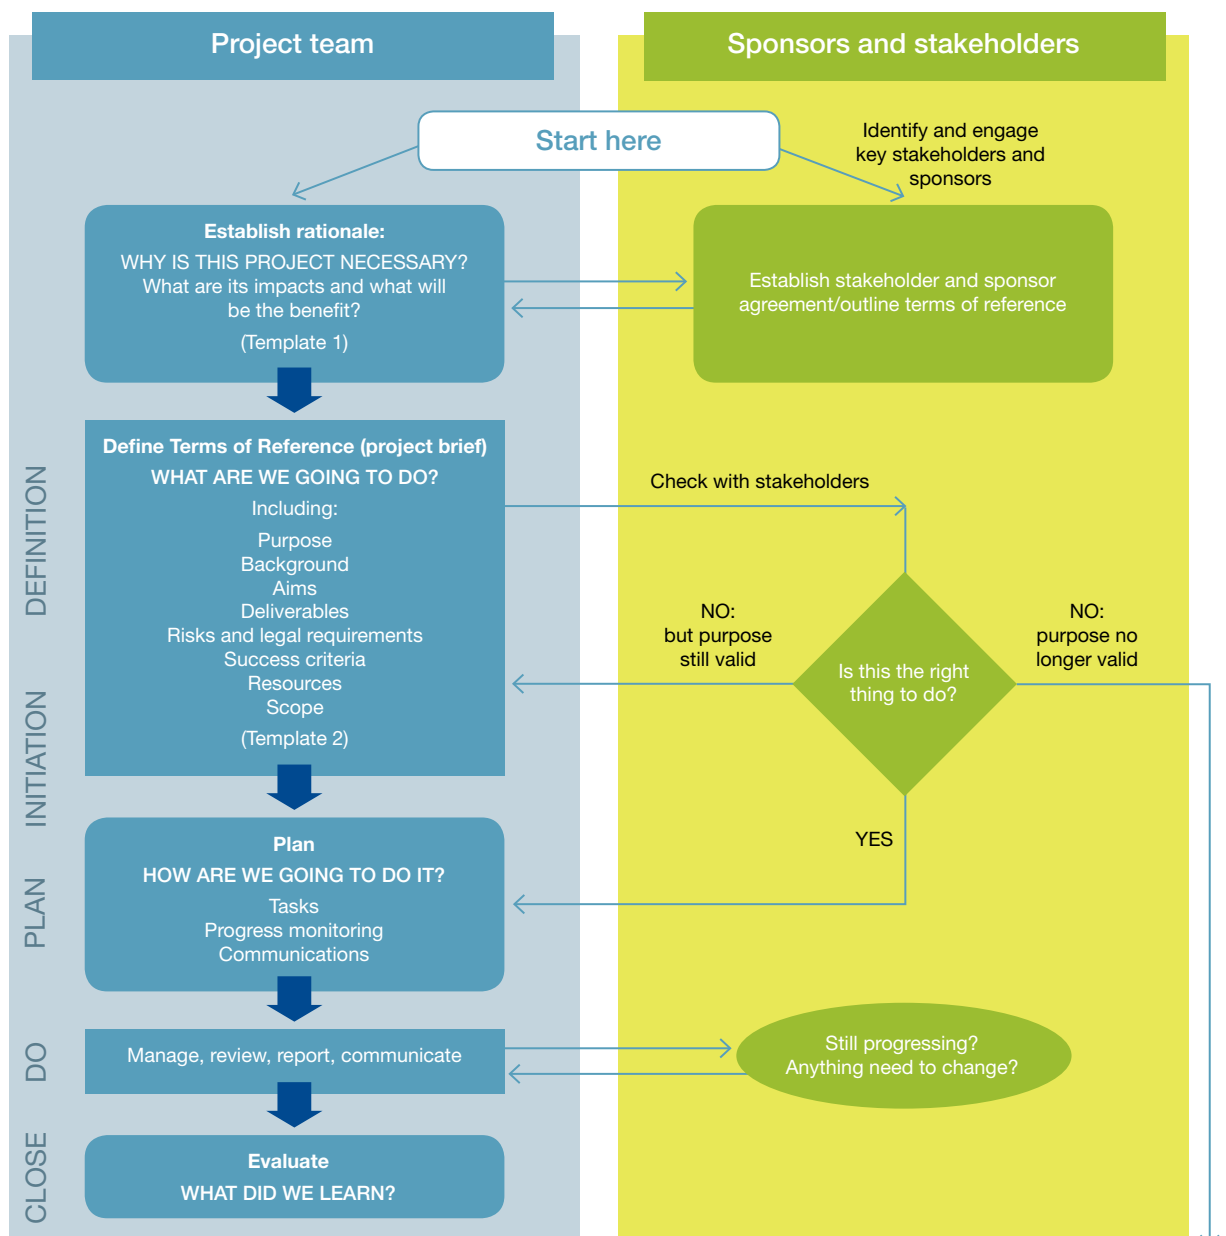 Project team
Sponsors and stakeholders
Start here
Identify and engage
key stakeholders and
sponsors
Establish rationale:
WHY IS THIS PROJECT NECESSARY?
What are its impacts and what will
be the benefit?
(Template 1)
Establish stakeholder and sponsor
agreement/outline terms of reference
DEFINITION
Define Terms of Reference (project brief)
WHAT ARE WE GOING TO DO?
Including:
Purpose
Background
Aims
Deliverables
Risks and legal requirements
Success criteria
Resources
Scope
(Template 2)
Check with stakeholders
NO:
but purpose
still valid
Is this the right
thing to do?
NO:
purpose no
longer valid
YES
INITIATION
PLAN
Plan
HOW ARE WE GOING TO DO IT?
Tasks
Progress monitoring
Communications
DO
Manage, review, report, communicate
Still progressing?
Anything need to change?
CLOSE
Evaluate
WHAT DID WE LEARN?